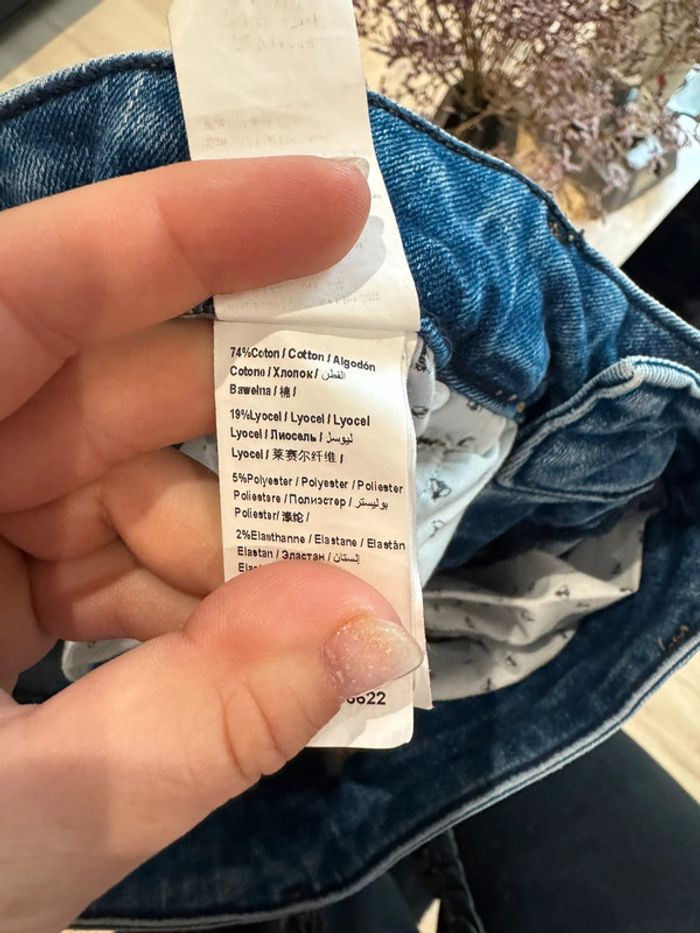 74%Coton / Cotton / Algodón
Cotone / Хлопок / القطن
Bawełna / 棉 /
19%Lyocel / Lyocel / Lyocel
Lyocel / Лиосель / ليوسل
Lyocel / 莱赛尔纤维 /
5%Polyester / Polyester / Poliester
Poliestere / Полиэстер / بوليستر
Poliester/ 涤纶 /
2%Elasthanne / Elastane / Elastán
Elastan / Эластан / إلستان
6622